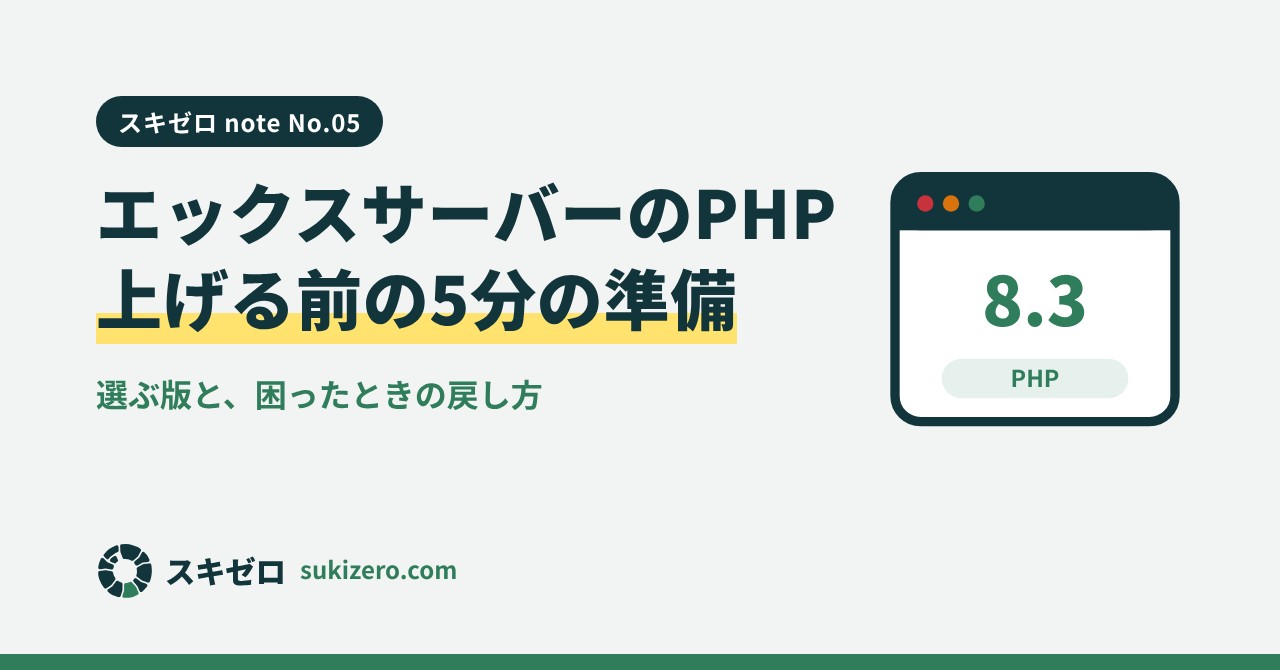 スキゼロ note No.05
エックスサーバーのPHP
上げる前の5分の準備
選ぶ版と、困ったときの戻し方
8.3
PHP
スキゼロ sukizero.com